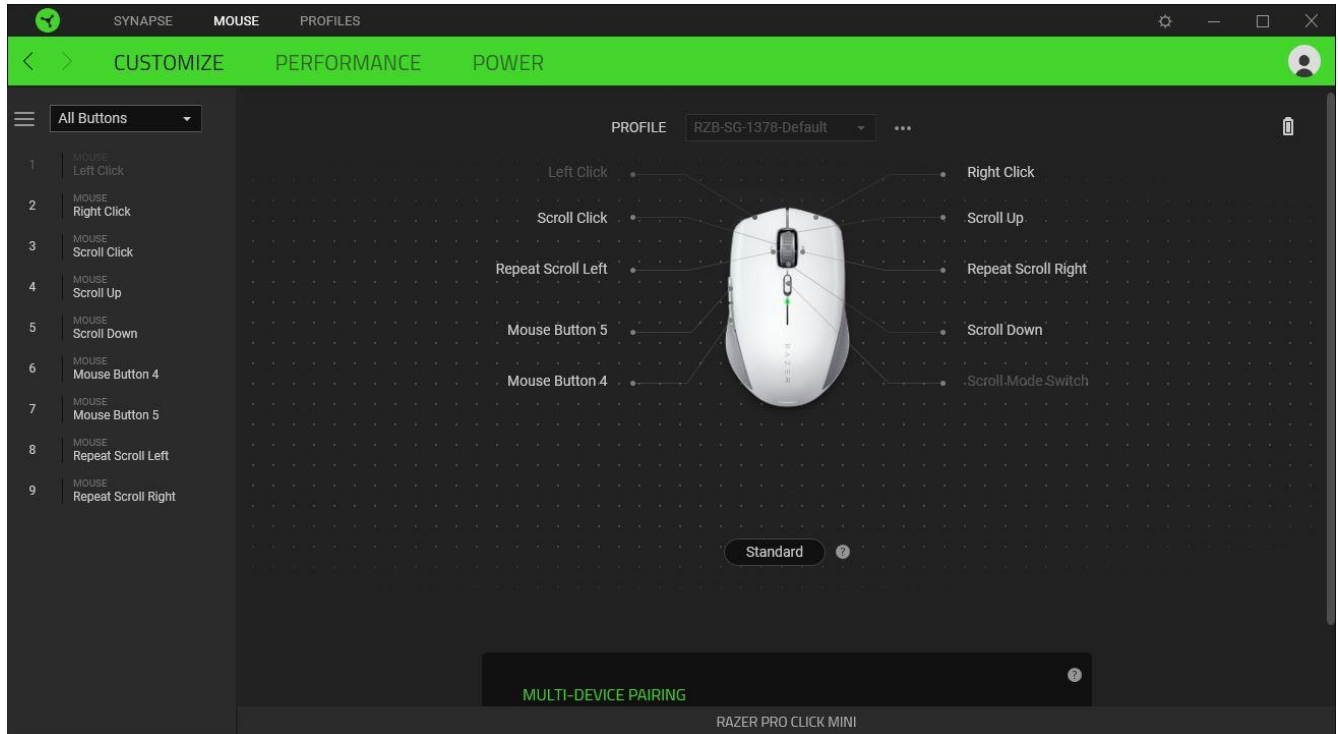 SYNAPSE MOUSE PROFILES
CUSTOMIZE PERFORMANCE POWER
All Buttons
1 MOUSE
Left Click
2 MOUSE
Right Click
3 MOUSE
Scroll Click
4 MOUSE
Scroll Up
5 MOUSE
Scroll Down
6 MOUSE
Mouse Button 4
7 MOUSE
Mouse Button 5
8 MOUSE
Repeat Scroll Left
9 MOUSE
Repeat Scroll Right
PROFILE RZB-SG-1378-Default
Left Click Right Click
Scroll Click Scroll Up
Repeat Scroll Left Repeat Scroll Right
Mouse Button 5 Scroll Down
Mouse Button 4 Scroll Mode Switch
RAZER
Standard ?
?
MULTI-DEVICE PAIRING
RAZER PRO CLICK MINI